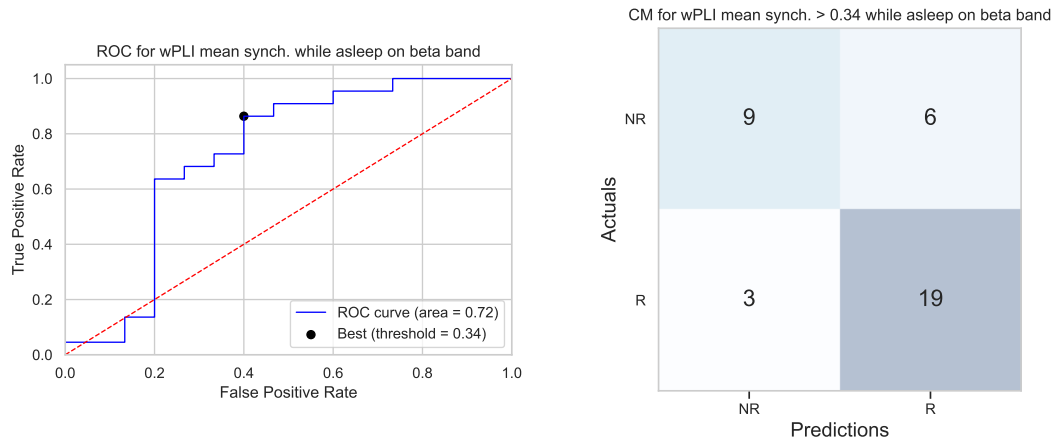 ROC for wPLI mean synch. while asleep on beta band
True Positive Rate
1.0
0.8
0.6
0.4
0.2
0.0
0.0 0.2 0.4 0.6 0.8 1.0
False Positive Rate
ROC curve (area = 0.72)
Best (threshold = 0.34)
CM for wPLI mean synch. > 0.34 while asleep on beta band
Actuals
NR 9 6
R 3 19
NR R
Predictions